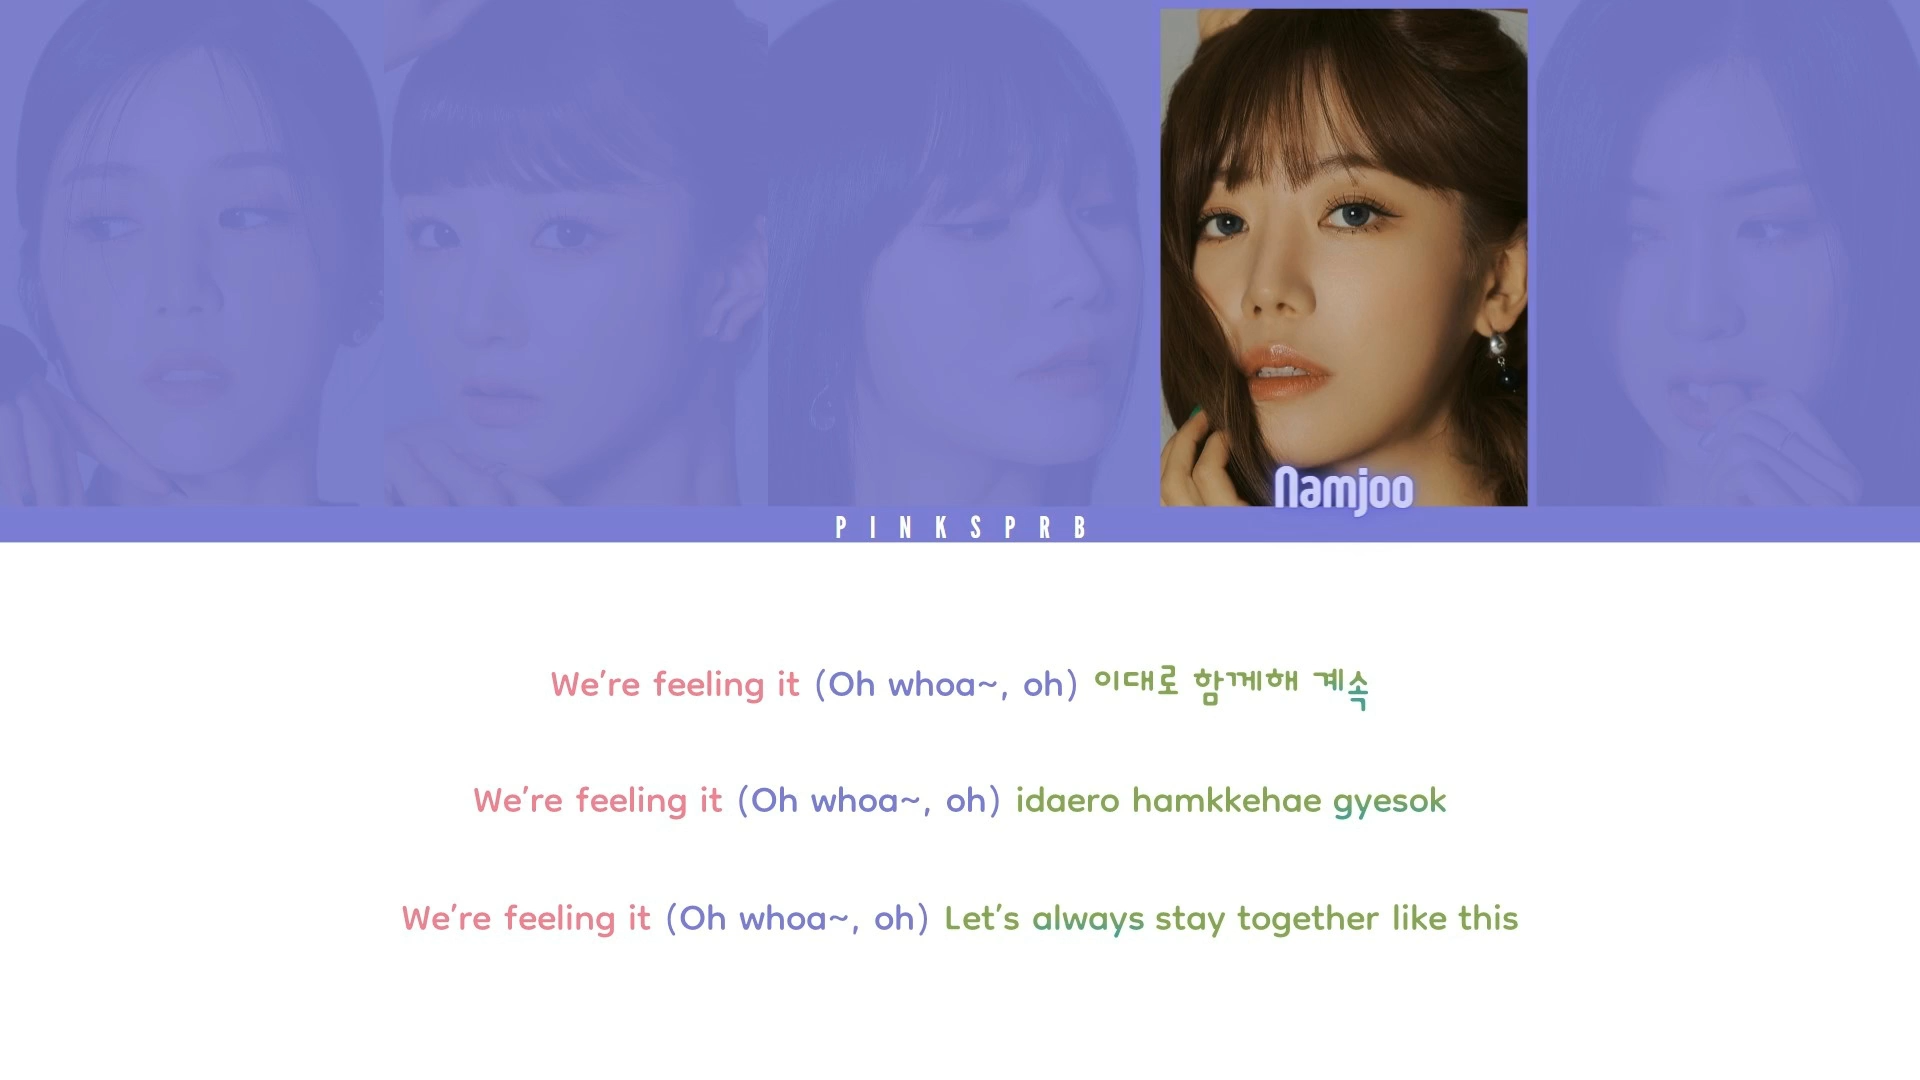 Namjoo
PINKSPRB
We're feeling it (Oh whoa~, oh) 이대로 함께해 계속
We're feeling it (Oh whoa~, oh) idaero hamkkehae gyesok
We're feeling it (Oh whoa~, oh) Let's always stay together like this